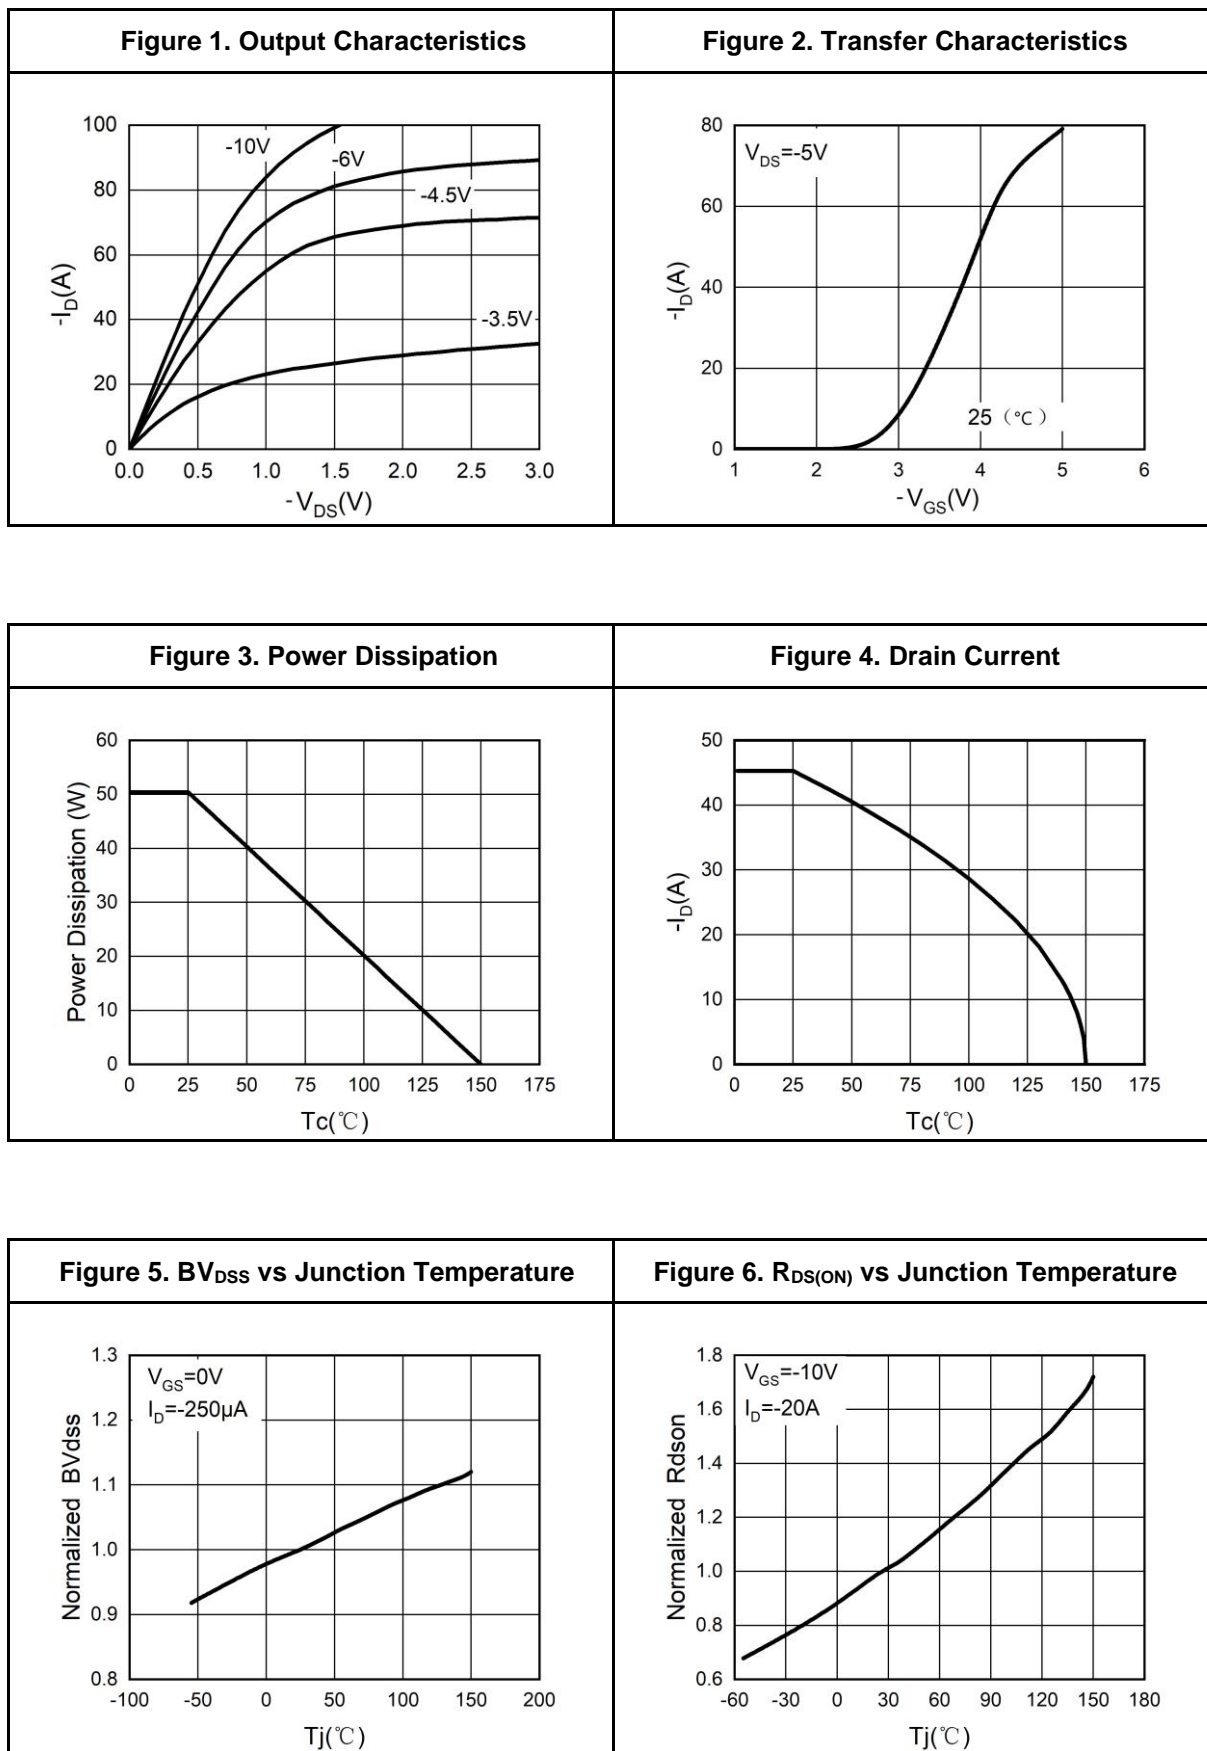 Figure 1. Output Characteristics
Figure 2. Transfer Characteristics
100
80
60
40
20
0
-I_D(A)
-10V
-6V
-4.5V
-3.5V
0.0 0.5 1.0 1.5 2.0 2.5 3.0
-V_DS(V)
80
60
40
20
0
-I_D(A)
V_DS=-5V
25（℃）
1 2 3 4 5 6
-V_GS(V)
Figure 3. Power Dissipation
Figure 4. Drain Current
60
50
40
30
20
10
0
Power Dissipation (W)
0 25 50 75 100 125 150 175
Tc(℃)
50
40
30
20
10
0
-I_D(A)
0 25 50 75 100 125 150 175
Tc(℃)
Figure 5. BV_DSS vs Junction Temperature
Figure 6. R_DS(ON) vs Junction Temperature
1.3
1.2
1.1
1.0
0.9
0.8
Normalized BVdss
V_GS=0V
I_D=-250μA
-100 -50 0 50 100 150 200
Tj(℃)
1.8
1.6
1.4
1.2
1.0
0.8
0.6
Normalized Rdson
V_GS=-10V
I_D=-20A
-60 -30 0 30 60 90 120 150 180
Tj(℃)